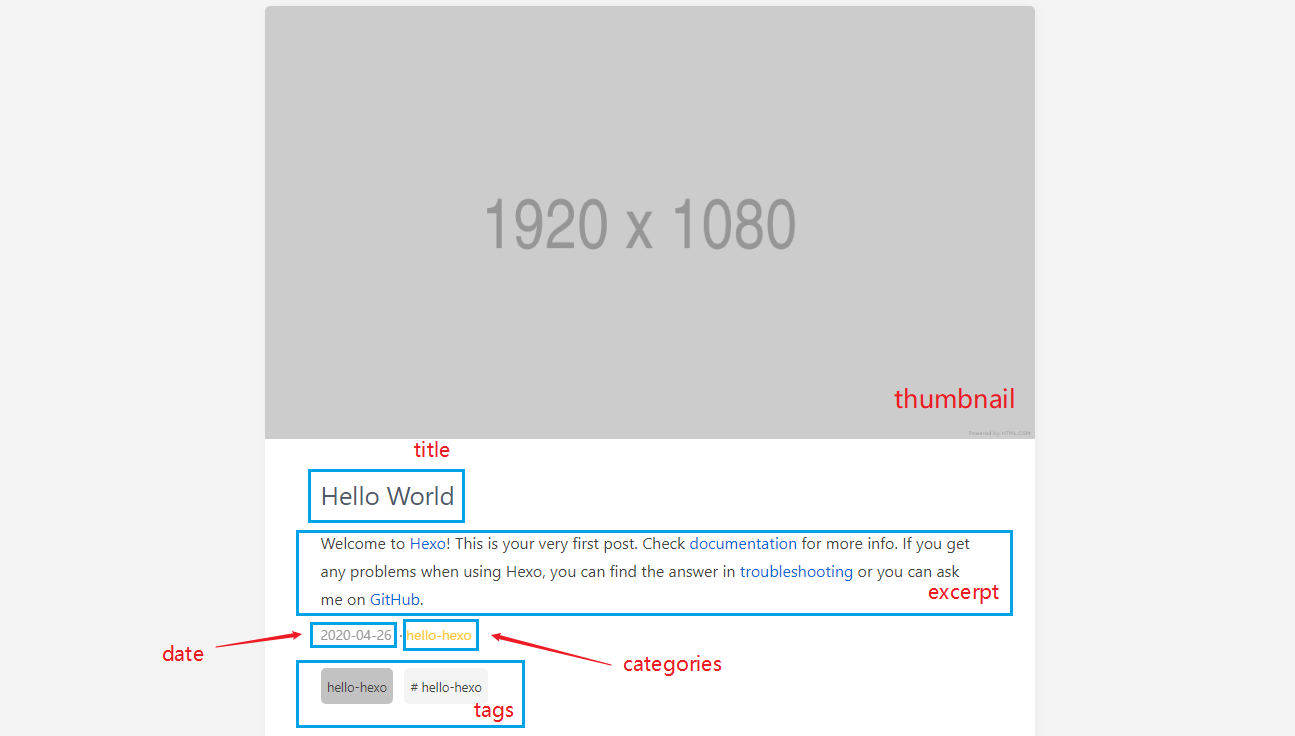 1920 x 1080
thumbnail
Powered by HTML.COM
title
Hello World
Welcome to Hexo! This is your very first post. Check documentation for more info. If you get
any problems when using Hexo, you can find the answer in troubleshooting or you can ask
me on GitHub.
excerpt
2020-04-26 · hello-hexo
date
categories
hello-hexo # hello-hexo
tags